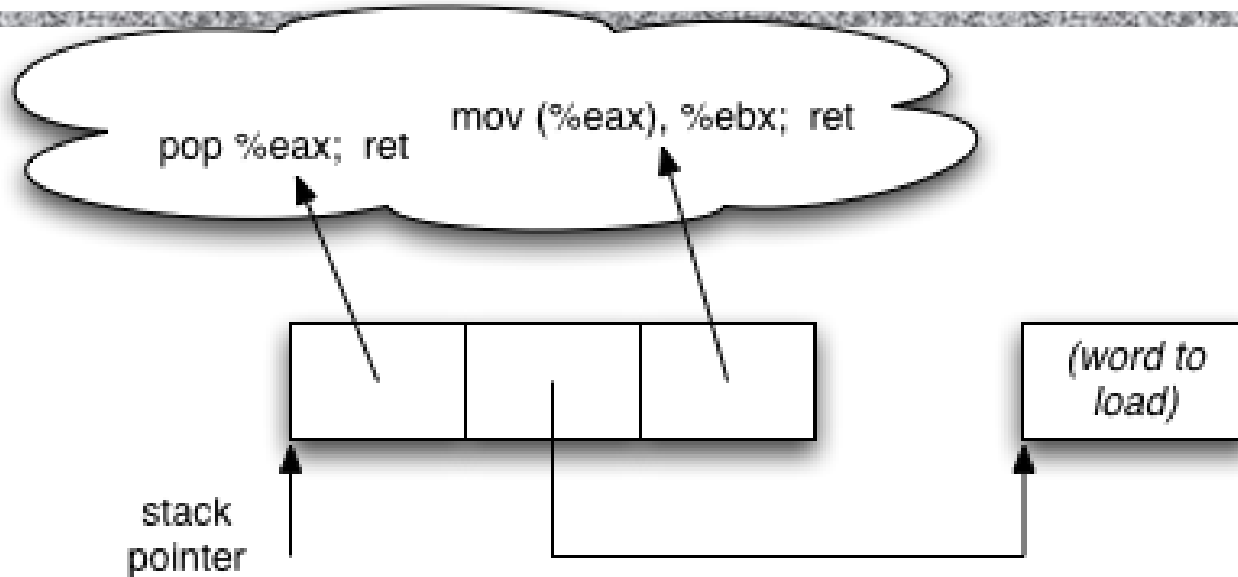 mov (%eax), %ebx; ret
pop %eax; ret
(word to
load)
stack
pointer